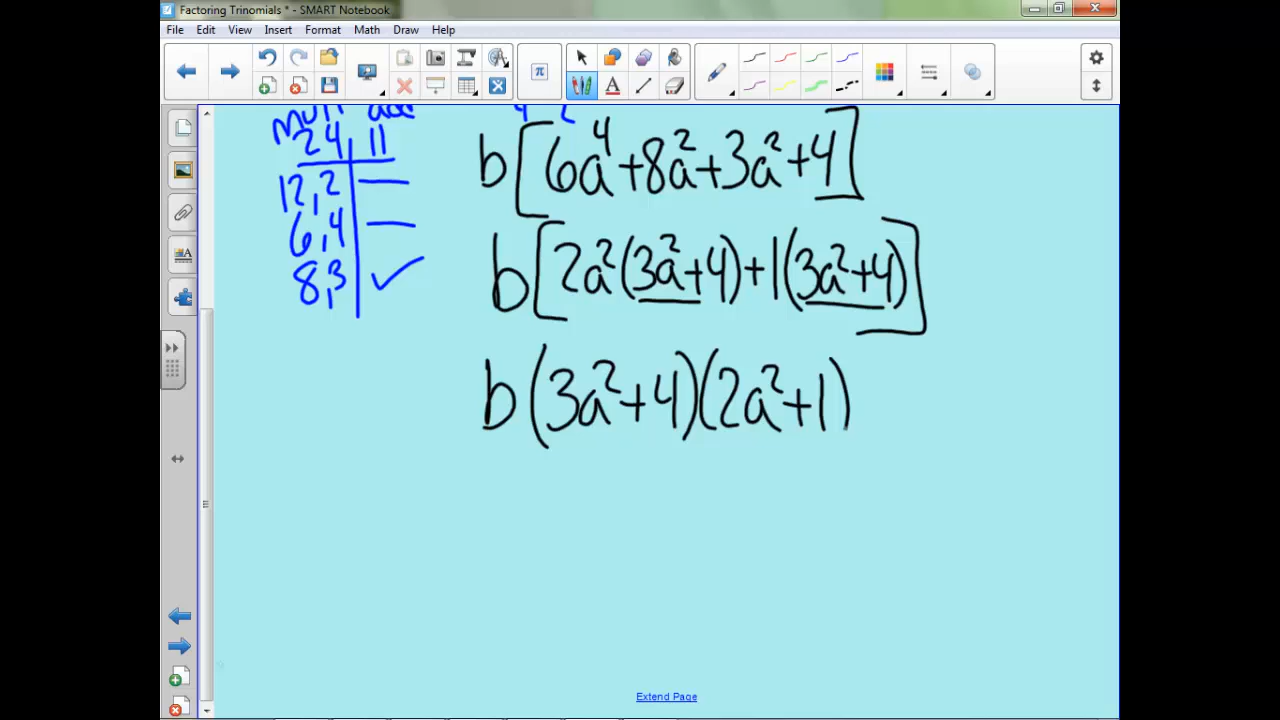 Factoring Trinomials * - SMART Notebook
File Edit View Insert Format Math Draw Help
24 | 11
12,2
6,4
8,3 ✓
b[6a⁴+8a²+3a²+4]
b[2a²(3a²+4)+1(3a²+4)]
b(3a²+4)(2a²+1)
Extend Page